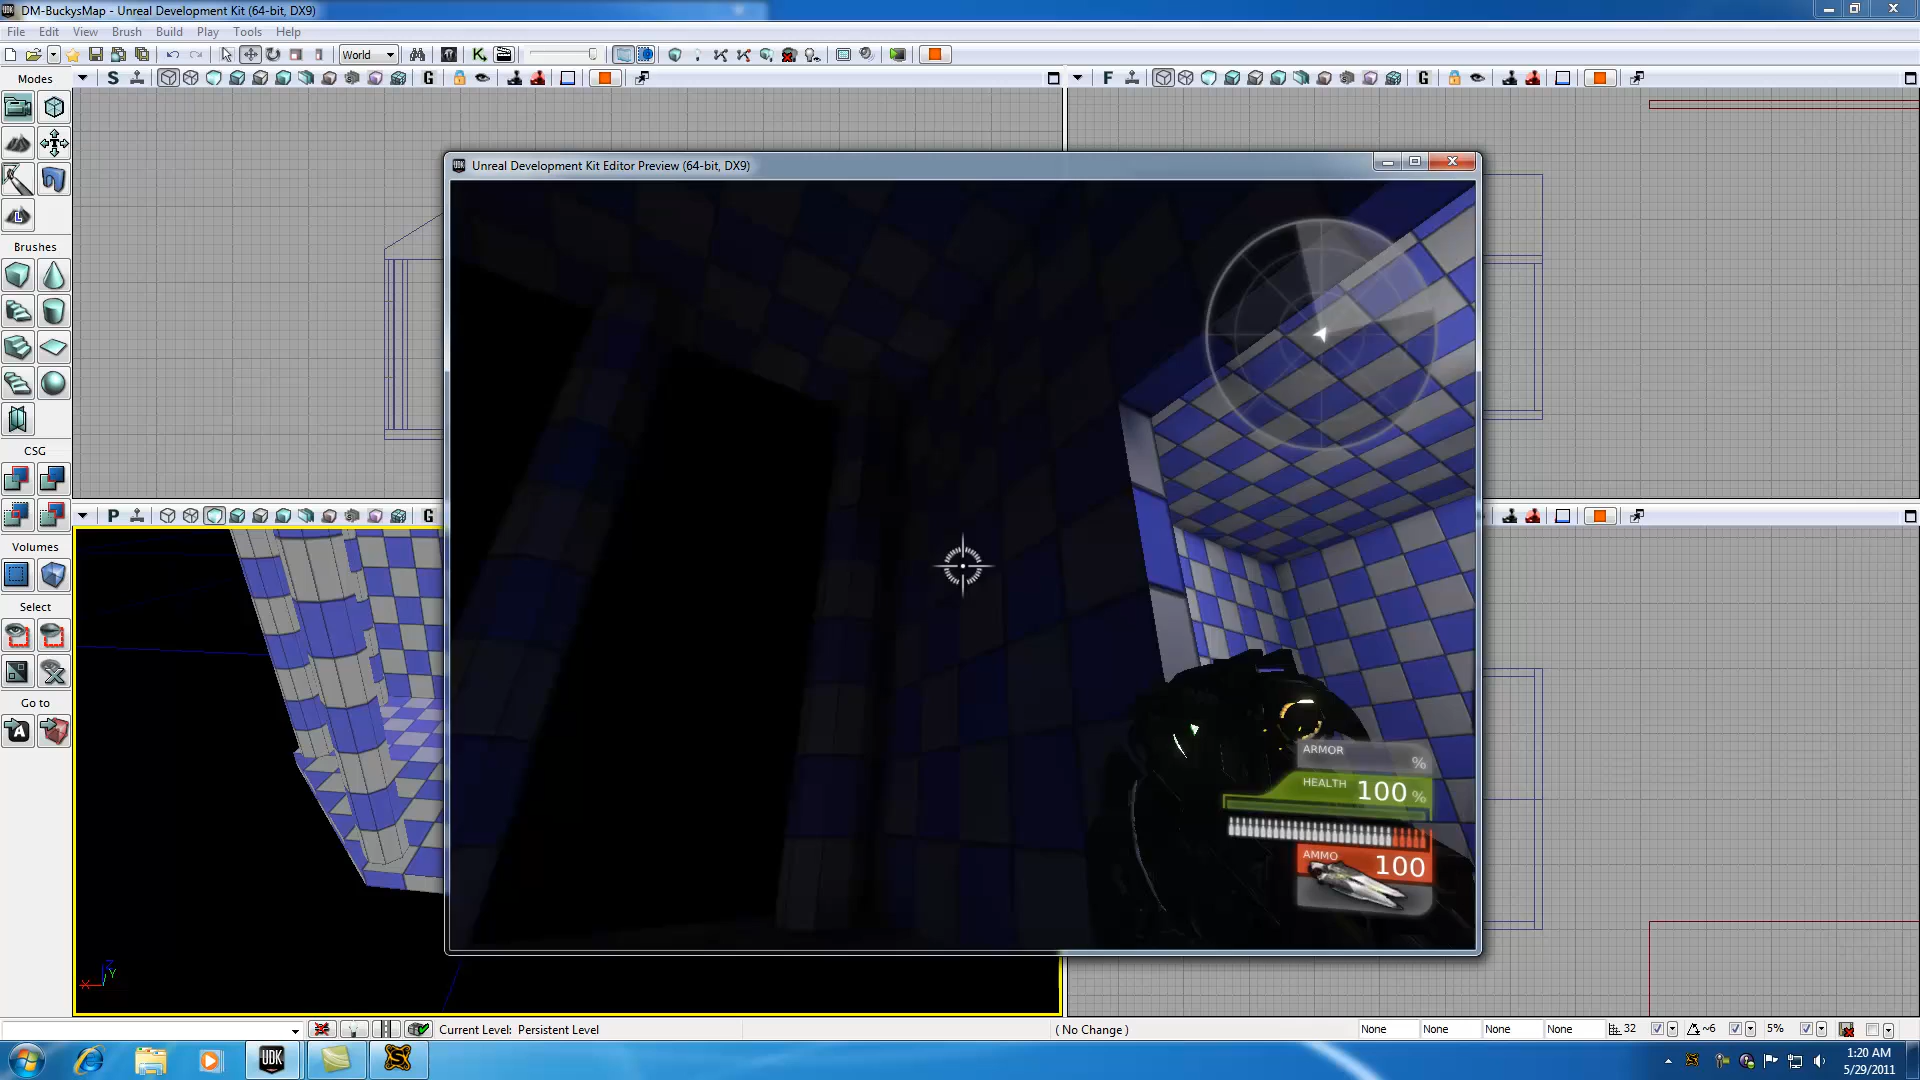 DM-BuckysMap - Unreal Development Kit (64-bit, DX9)
File Edit View Brush Build Play Tools Help
World
Modes
S G
F G
Unreal Development Kit Editor Preview (64-bit, DX9)
L
Brushes
CSG
P G
Volumes
Select
Go to
A
ARMOR %
HEALTH 100 %
AMMO 100
Z
X Y
Current Level: Persistent Level
( No Change )
None None None None 32 ~6 5%
UDK
1:20 AM
5/29/2011